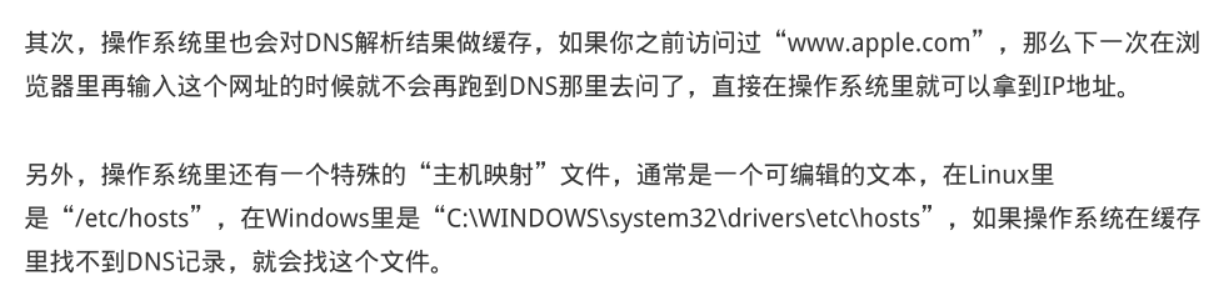 其次，操作系统里也会对DNS解析结果做缓存，如果你之前访问过“www.apple.com”，那么下一次在浏
览器里再输入这个网址的时候就不会再跑到DNS那里去问了，直接在操作系统里就可以拿到IP地址。
另外，操作系统里还有一个特殊的“主机映射”文件，通常是一个可编辑的文本，在Linux里
是“/etc/hosts”，在Windows里是“C:\WINDOWS\system32\drivers\etc\hosts”，如果操作系统在缓存
里找不到DNS记录，就会找这个文件。